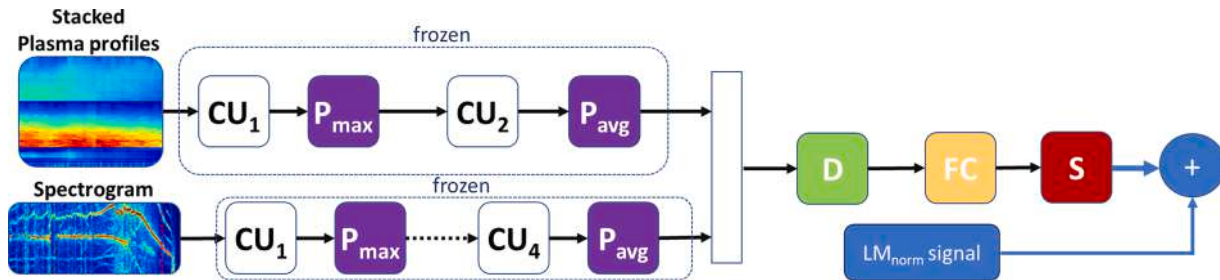 Stacked
Plasma profiles
frozen
CU1
Pmax
CU2
Pavg
Spectrogram
frozen
CU1
Pmax
CU4
Pavg
D
FC
S
+
LMnorm signal